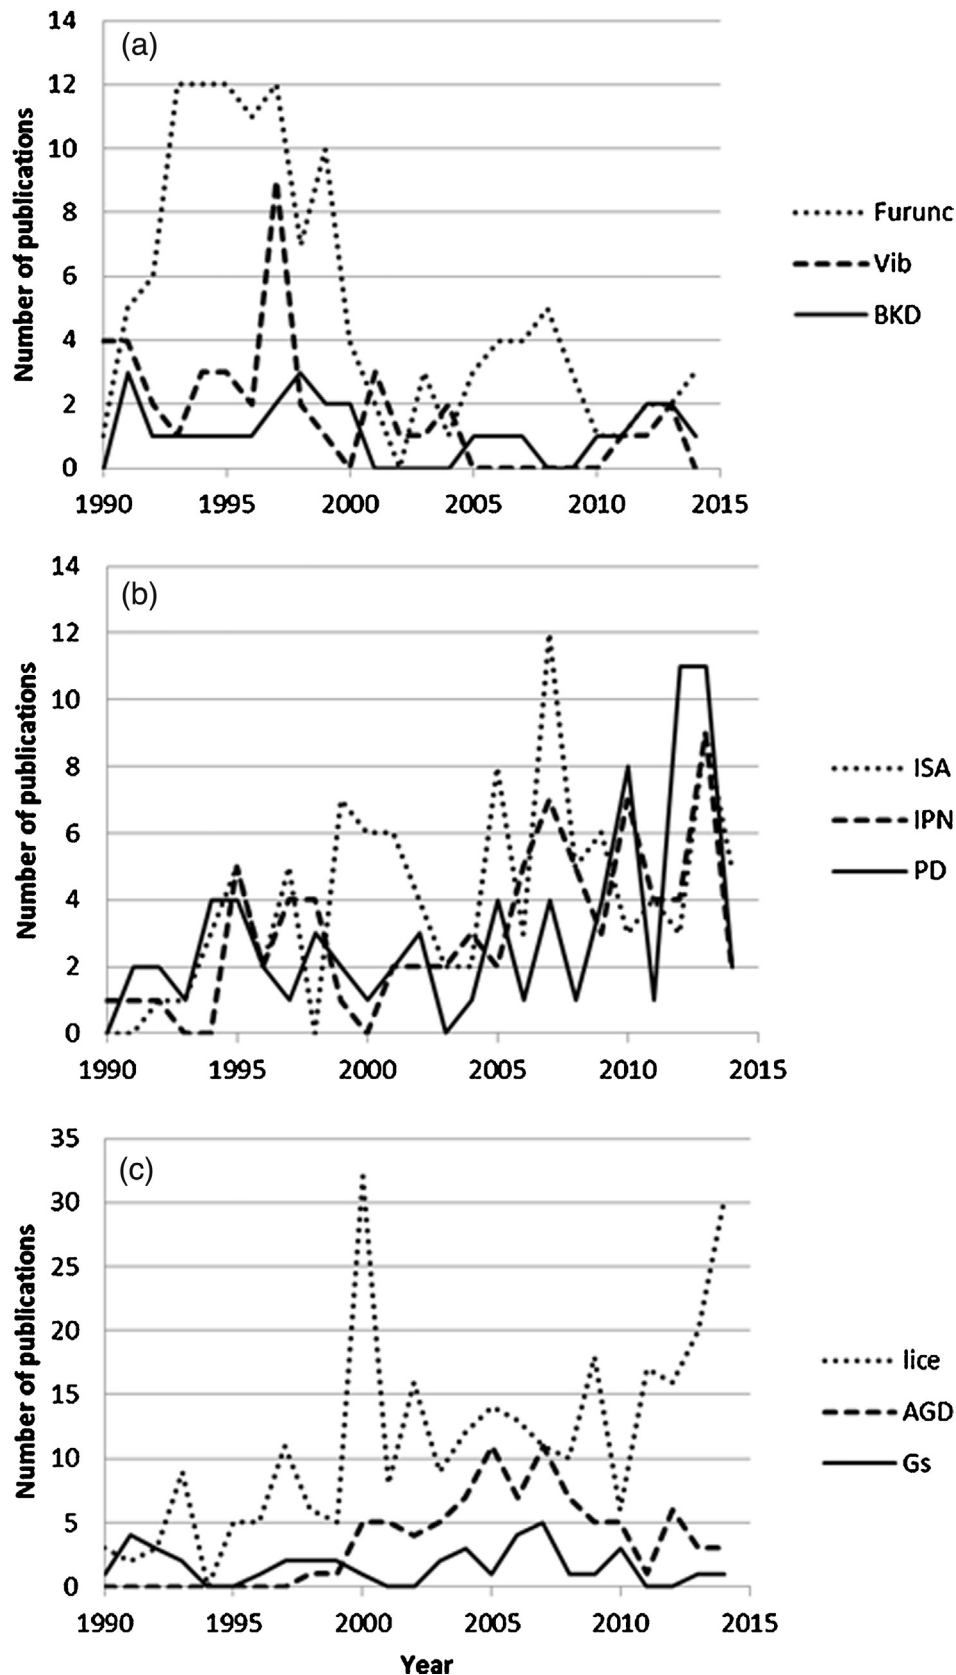 14
(a)
12
10
8
6
4
2
0
Number of publications
1990 1995 2000 2005 2010 2015
Furunc
Vib
BKD
14
(b)
12
10
8
6
4
2
0
Number of publications
1990 1995 2000 2005 2010 2015
ISA
IPN
PD
35
(c)
30
25
20
15
10
5
0
Number of publications
1990 1995 2000 2005 2010 2015
Year
lice
AGD
Gs